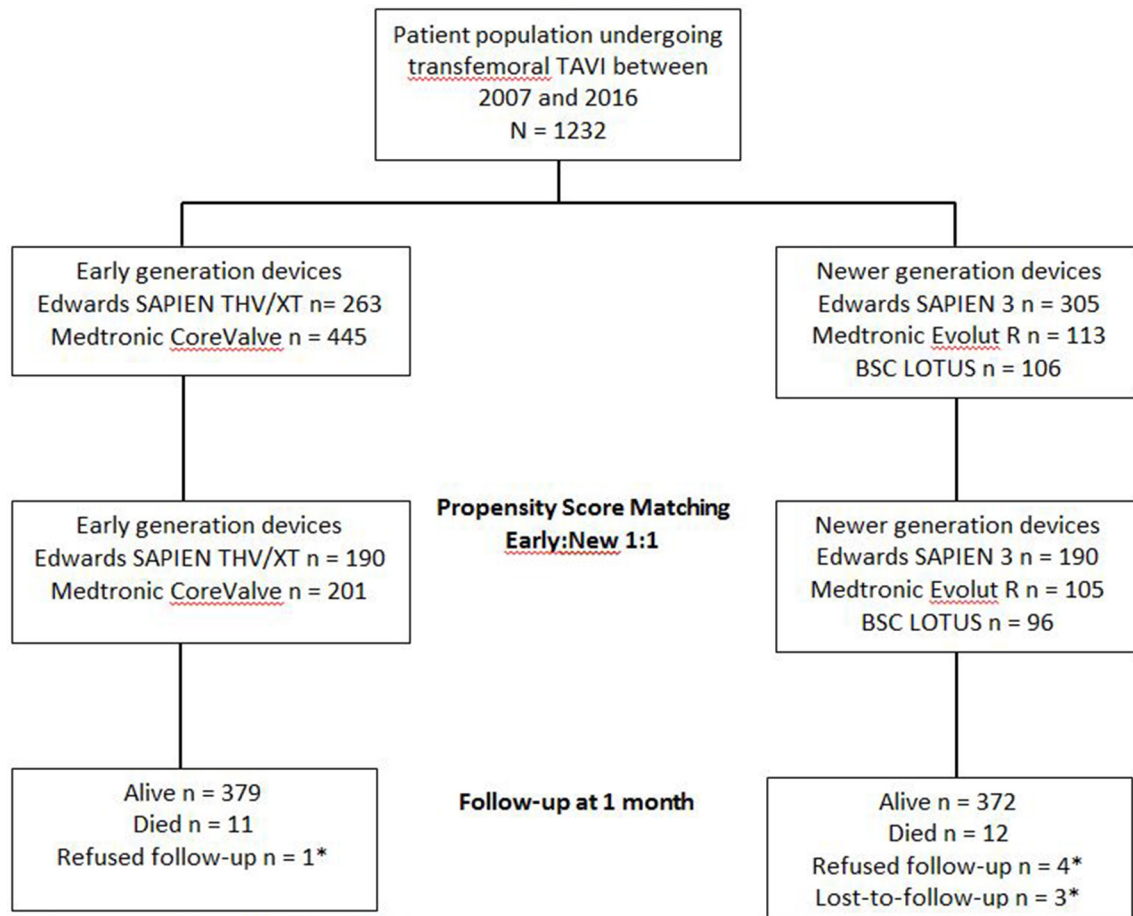 Patient population undergoing
transfemoral TAVI between
2007 and 2016
N = 1232
Early generation devices
Edwards SAPIEN THV/XT n= 263
Medtronic CoreValve n = 445
Newer generation devices
Edwards SAPIEN 3 n = 305
Medtronic Evolut R n = 113
BSC LOTUS n = 106
Early generation devices
Edwards SAPIEN THV/XT n = 190
Medtronic CoreValve n = 201
Propensity Score Matching
Early:New 1:1
Newer generation devices
Edwards SAPIEN 3 n = 190
Medtronic Evolut R n = 105
BSC LOTUS n = 96
Alive n = 379
Died n = 11
Refused follow-up n = 1*
Follow-up at 1 month
Alive n = 372
Died n = 12
Refused follow-up n = 4*
Lost-to-follow-up n = 3*